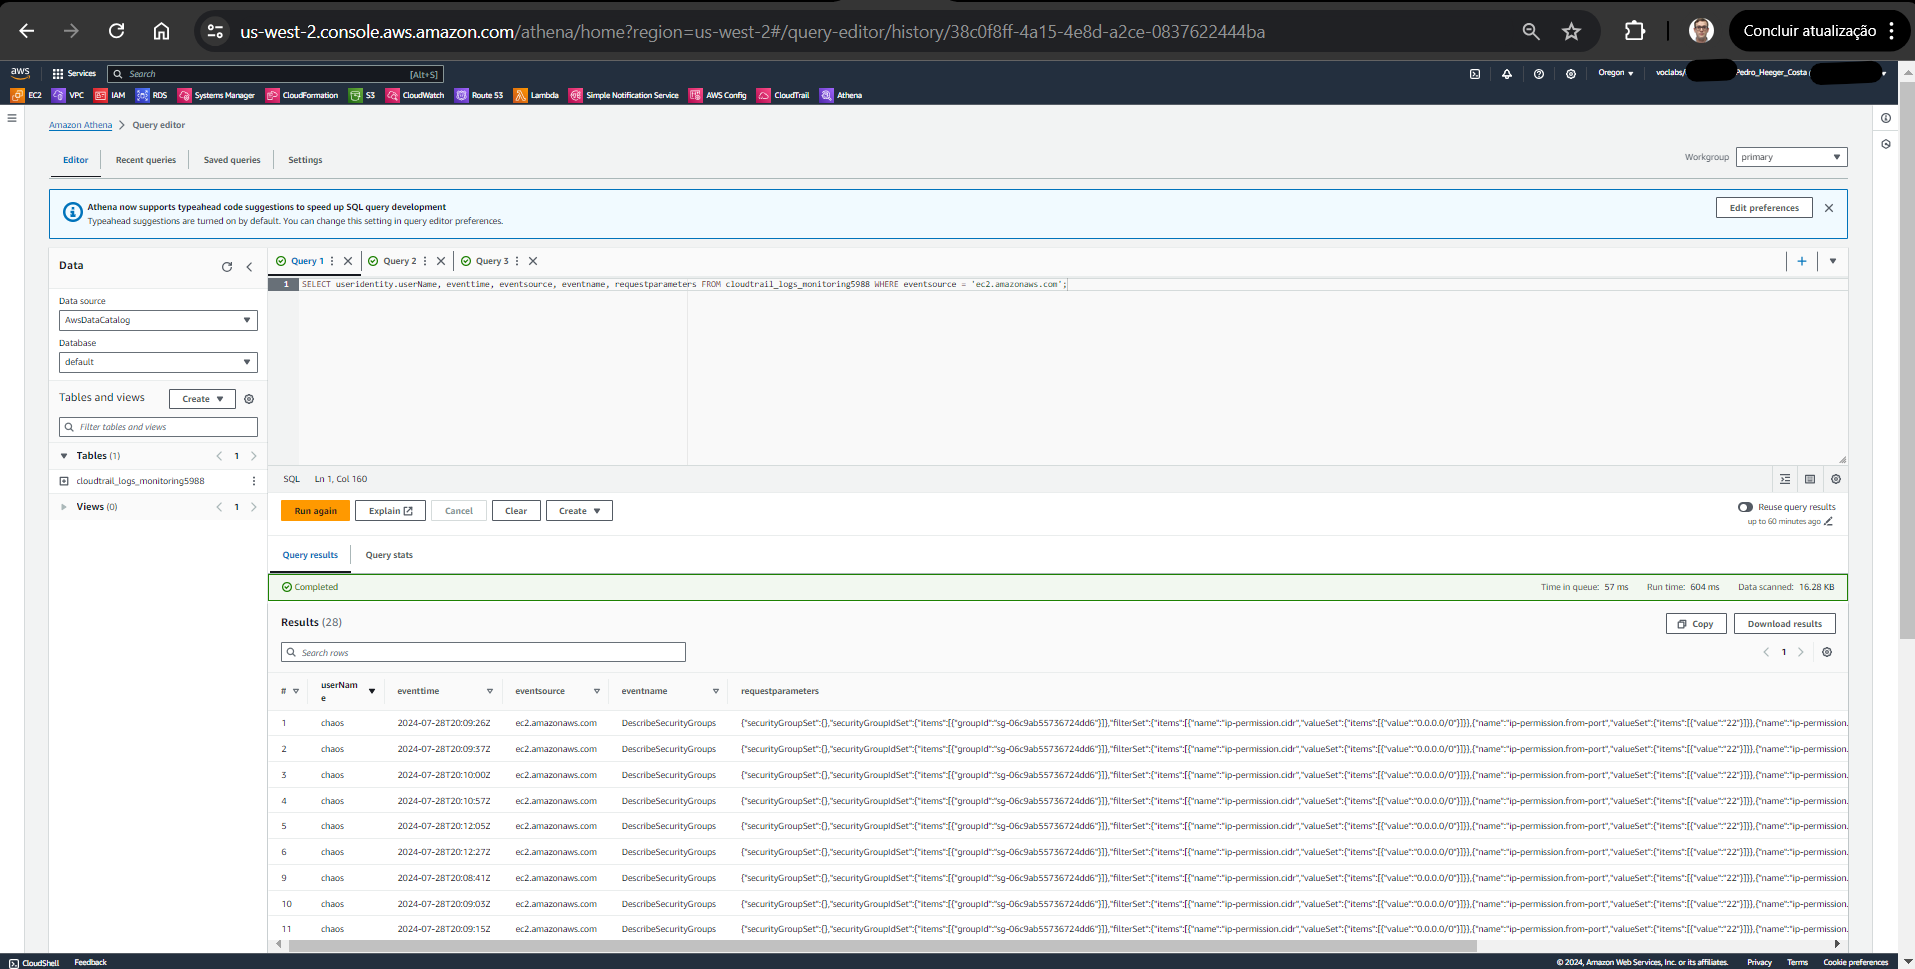 us-west-2.console.aws.amazon.com/athena/home?region=us-west-2#/query-editor/history/38c0f8ff-4a15-4e8d-a2ce-0837622444ba
Concluir atualização
aws Services Search [Alt+S] Oregon voclabs/ Pedro_Heeger_Costa
EC2 VPC IAM RDS Systems Manager CloudFormation S3 CloudWatch Route 53 Lambda Simple Notification Service AWS Config CloudTrail Athena
Amazon Athena > Query editor
Editor Recent queries Saved queries Settings
Workgroup primary
Athena now supports typeahead code suggestions to speed up SQL query development
Typeahead suggestions are turned on by default. You can change this setting in query editor preferences.
Edit preferences
Data
Data source
AwsDataCatalog
Database
default
Tables and views Create
Filter tables and views
Tables (1) 1
cloudtrail_logs_monitoring5988
Views (0) 1
Query 1 Query 2 Query 3
1 SELECT useridentity.userName, eventtime, eventsource, eventname, requestparameters FROM cloudtrail_logs_monitoring5988 WHERE eventsource = 'ec2.amazonaws.com';
SQL Ln 1, Col 160
Run again Explain Cancel Clear Create
Reuse query results
up to 60 minutes ago
Query results Query stats
Completed
Time in queue: 57 ms Run time: 604 ms Data scanned: 16.28 KB
Results (28)
Copy Download results
Search rows
1
# userName eventtime eventsource eventname requestparameters
1 chaos 2024-07-28T20:09:26Z ec2.amazonaws.com DescribeSecurityGroups {"securityGroupSet":{},"securityGroupIdSet":{"items":[{"groupId":"sg-06c9ab55736724dd6"}]},"filterSet":{"items":[{"name":"ip-permission.cidr","valueSet":{"items":[{"value":"0.0.0.0/0"}]}},{"name":"ip-permission.from-port","valueSet":{"items":[{"value":"22"}]}},{"name":"ip-permission.
2 chaos 2024-07-28T20:09:37Z ec2.amazonaws.com DescribeSecurityGroups {"securityGroupSet":{},"securityGroupIdSet":{"items":[{"groupId":"sg-06c9ab55736724dd6"}]},"filterSet":{"items":[{"name":"ip-permission.cidr","valueSet":{"items":[{"value":"0.0.0.0/0"}]}},{"name":"ip-permission.from-port","valueSet":{"items":[{"value":"22"}]}},{"name":"ip-permission.
3 chaos 2024-07-28T20:10:00Z ec2.amazonaws.com DescribeSecurityGroups {"securityGroupSet":{},"securityGroupIdSet":{"items":[{"groupId":"sg-06c9ab55736724dd6"}]},"filterSet":{"items":[{"name":"ip-permission.cidr","valueSet":{"items":[{"value":"0.0.0.0/0"}]}},{"name":"ip-permission.from-port","valueSet":{"items":[{"value":"22"}]}},{"name":"ip-permission.
4 chaos 2024-07-28T20:10:57Z ec2.amazonaws.com DescribeSecurityGroups {"securityGroupSet":{},"securityGroupIdSet":{"items":[{"groupId":"sg-06c9ab55736724dd6"}]},"filterSet":{"items":[{"name":"ip-permission.cidr","valueSet":{"items":[{"value":"0.0.0.0/0"}]}},{"name":"ip-permission.from-port","valueSet":{"items":[{"value":"22"}]}},{"name":"ip-permission.
5 chaos 2024-07-28T20:12:05Z ec2.amazonaws.com DescribeSecurityGroups {"securityGroupSet":{},"securityGroupIdSet":{"items":[{"groupId":"sg-06c9ab55736724dd6"}]},"filterSet":{"items":[{"name":"ip-permission.cidr","valueSet":{"items":[{"value":"0.0.0.0/0"}]}},{"name":"ip-permission.from-port","valueSet":{"items":[{"value":"22"}]}},{"name":"ip-permission.
6 chaos 2024-07-28T20:12:27Z ec2.amazonaws.com DescribeSecurityGroups {"securityGroupSet":{},"securityGroupIdSet":{"items":[{"groupId":"sg-06c9ab55736724dd6"}]},"filterSet":{"items":[{"name":"ip-permission.cidr","valueSet":{"items":[{"value":"0.0.0.0/0"}]}},{"name":"ip-permission.from-port","valueSet":{"items":[{"value":"22"}]}},{"name":"ip-permission.
9 chaos 2024-07-28T20:08:41Z ec2.amazonaws.com DescribeSecurityGroups {"securityGroupSet":{},"securityGroupIdSet":{"items":[{"groupId":"sg-06c9ab55736724dd6"}]},"filterSet":{"items":[{"name":"ip-permission.cidr","valueSet":{"items":[{"value":"0.0.0.0/0"}]}},{"name":"ip-permission.from-port","valueSet":{"items":[{"value":"22"}]}},{"name":"ip-permission.
10 chaos 2024-07-28T20:09:03Z ec2.amazonaws.com DescribeSecurityGroups {"securityGroupSet":{},"securityGroupIdSet":{"items":[{"groupId":"sg-06c9ab55736724dd6"}]},"filterSet":{"items":[{"name":"ip-permission.cidr","valueSet":{"items":[{"value":"0.0.0.0/0"}]}},{"name":"ip-permission.from-port","valueSet":{"items":[{"value":"22"}]}},{"name":"ip-permission.
11 chaos 2024-07-28T20:09:15Z ec2.amazonaws.com DescribeSecurityGroups {"securityGroupSet":{},"securityGroupIdSet":{"items":[{"groupId":"sg-06c9ab55736724dd6"}]},"filterSet":{"items":[{"name":"ip-permission.cidr","valueSet":{"items":[{"value":"0.0.0.0/0"}]}},{"name":"ip-permission.from-port","valueSet":{"items":[{"value":"22"}]}},{"name":"ip-permission.
CloudShell Feedback © 2024, Amazon Web Services, Inc. or its affiliates. Privacy Terms Cookie preferences